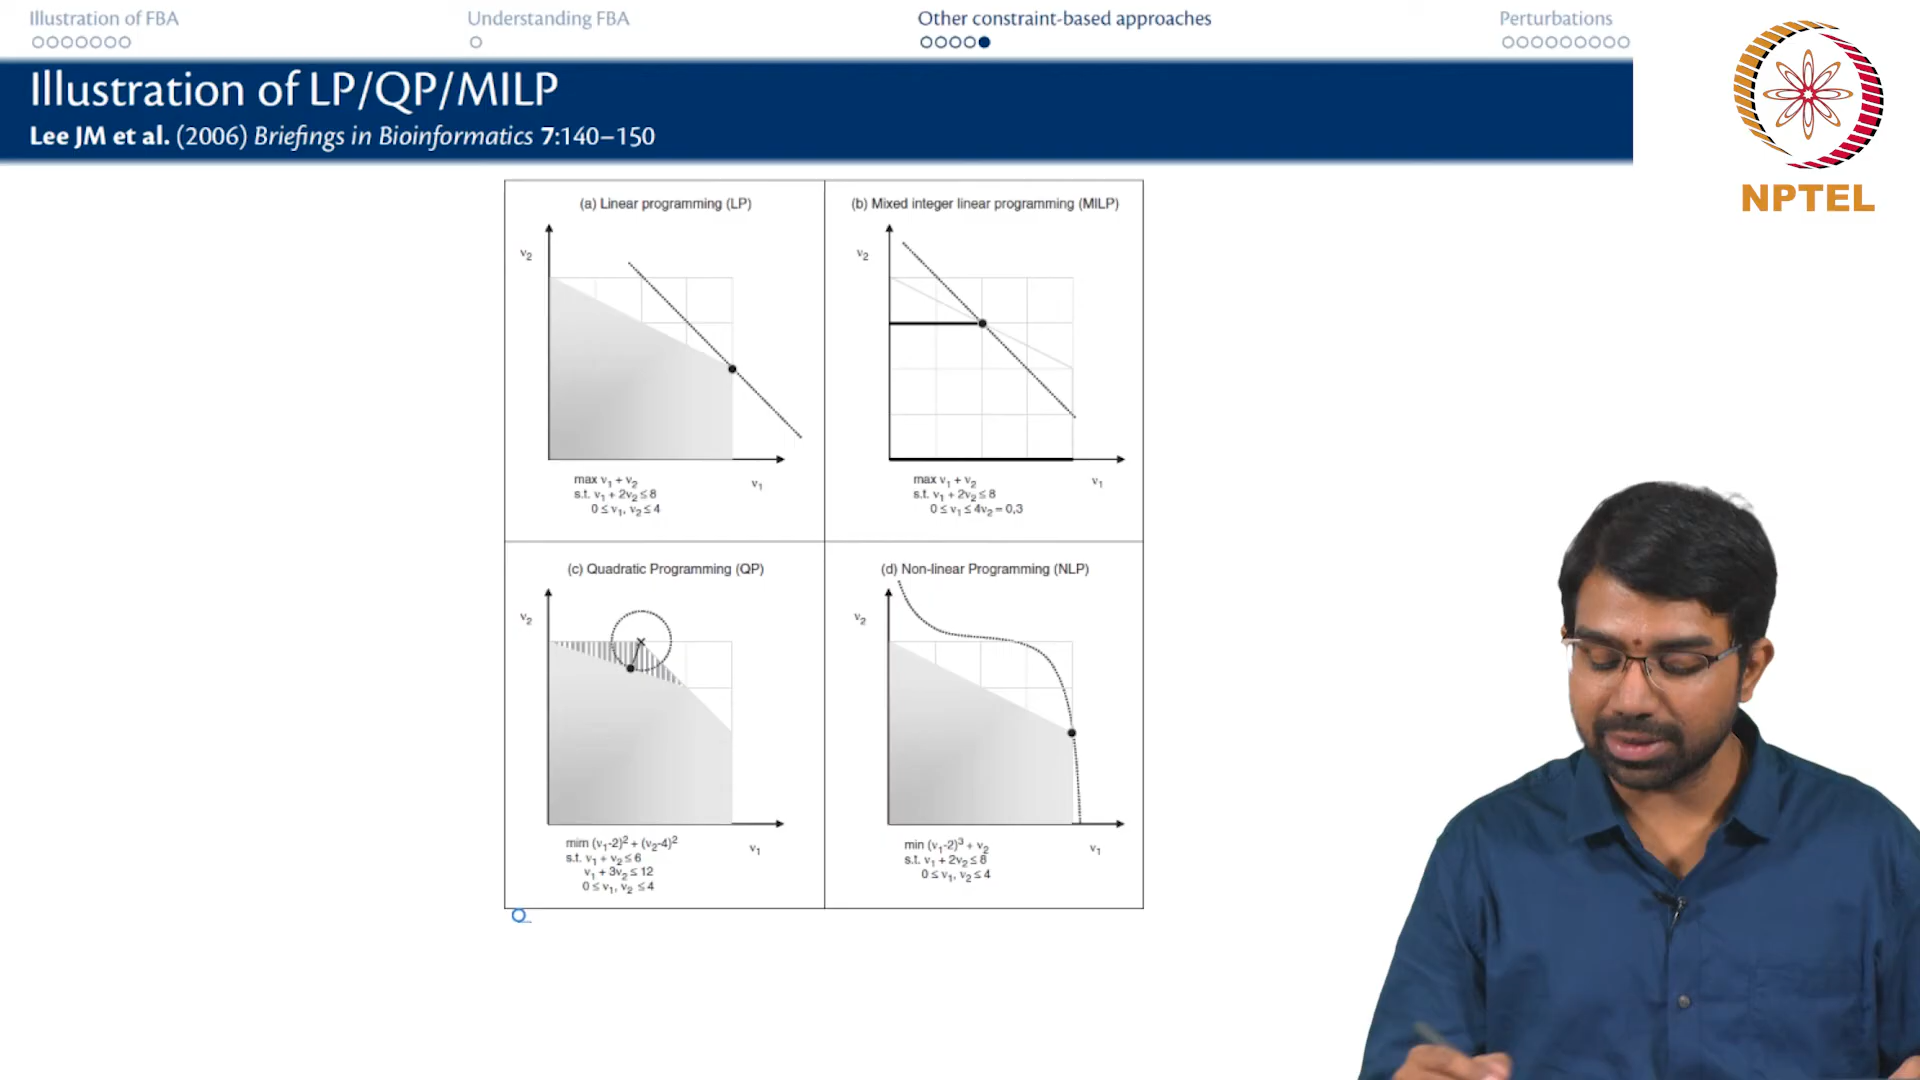 Illustration of FBA
Understanding FBA
Other constraint-based approaches
Perturbations
Illustration of LP/QP/MILP
Lee JM et al. (2006) Briefings in Bioinformatics 7:140–150
NPTEL
(a) Linear programming (LP)
v₂
v₁
max v₁ + v₂
s.t. v₁ + 2v₂ ≤ 8
0 ≤ v₁, v₂ ≤ 4
(b) Mixed integer linear programming (MILP)
v₂
v₁
max v₁ + v₂
s.t. v₁ + 2v₂ ≤ 8
0 ≤ v₁ ≤ 4v₂ = 0,3
(c) Quadratic Programming (QP)
v₂
v₁
mim (v₁-2)² + (v₂-4)²
s.t. v₁ + v₂ ≤ 6
v₁ + 3v₂ ≤ 12
0 ≤ v₁, v₂ ≤ 4
(d) Non-linear Programming (NLP)
v₂
v₁
min (v₁-2)³ + v₂
s.t. v₁ + 2v₂ ≤ 8
0 ≤ v₁, v₂ ≤ 4